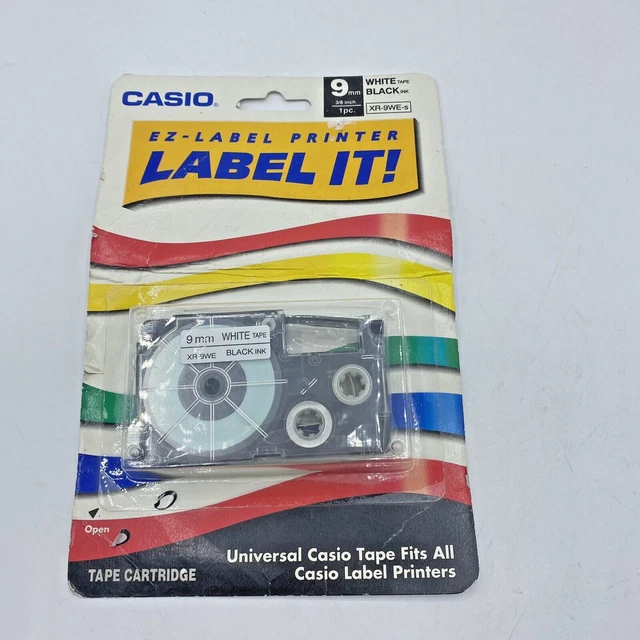 CASIO®
9mm
3/8 inch
1pc.
WHITE TAPE
BLACK INK
XR-9WE-s
EZ-LABEL PRINTER
LABEL IT!
9mm WHITE TAPE
XR-9WE BLACK INK
Open
Universal Casio Tape Fits All
Casio Label Printers
TAPE CARTRIDGE